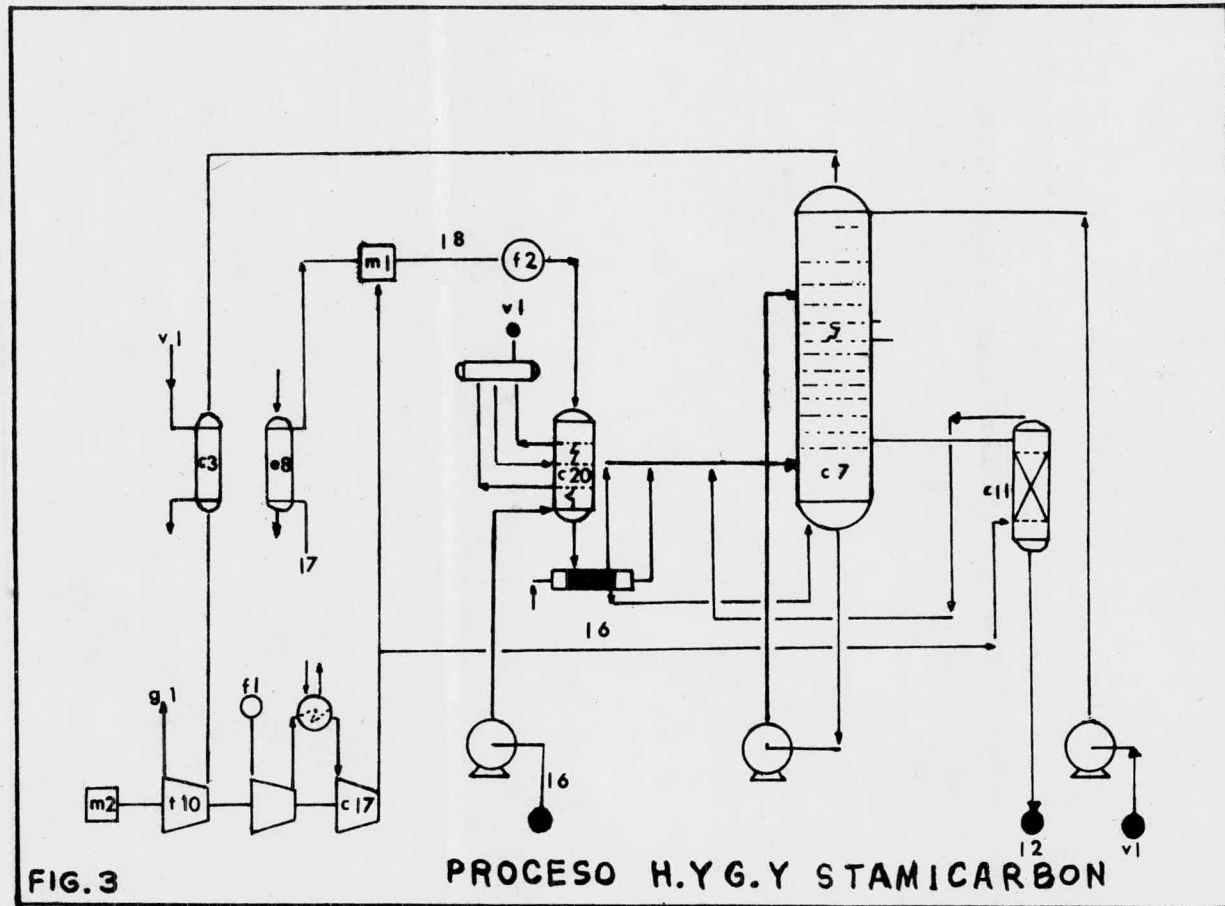 18
m1
f2
v1
v1
c3
e8
c20
c7
c11
17
16
g1
f1
16
m2
t10
c17
12
v1
FIG. 3
PROCESO H.Y G.Y STAMICARBON